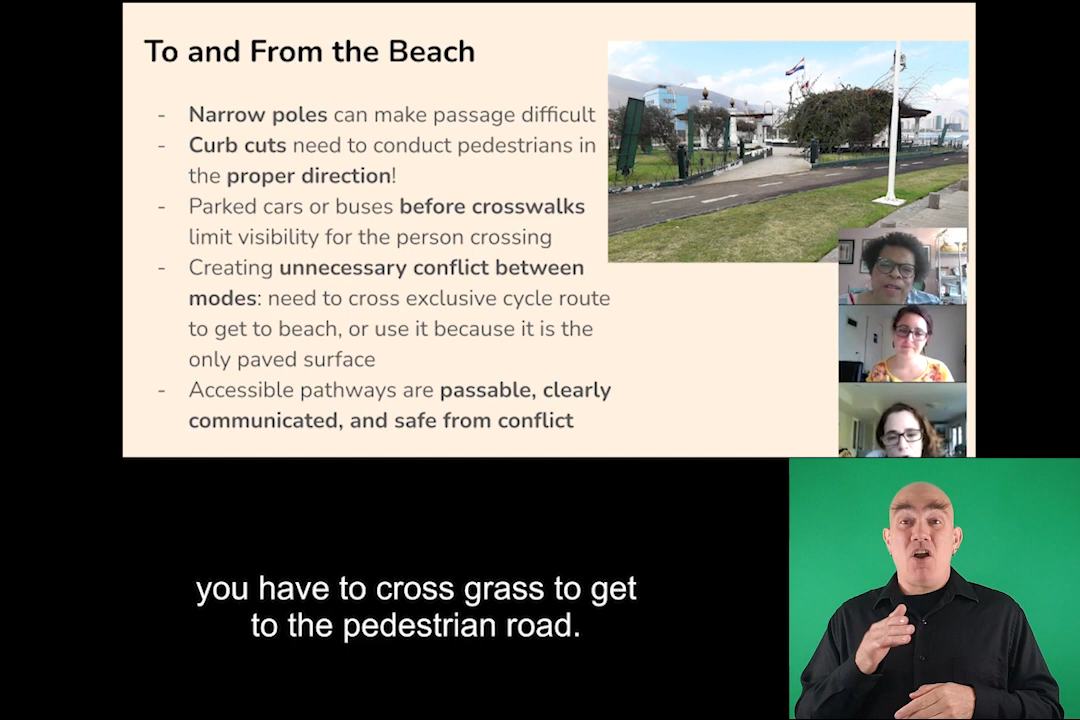 To and From the Beach
- Narrow poles can make passage difficult
- Curb cuts need to conduct pedestrians in
the proper direction!
- Parked cars or buses before crosswalks
limit visibility for the person crossing
- Creating unnecessary conflict between
modes: need to cross exclusive cycle route
to get to beach, or use it because it is the
only paved surface
- Accessible pathways are passable, clearly
communicated, and safe from conflict
you have to cross grass to get
to the pedestrian road.